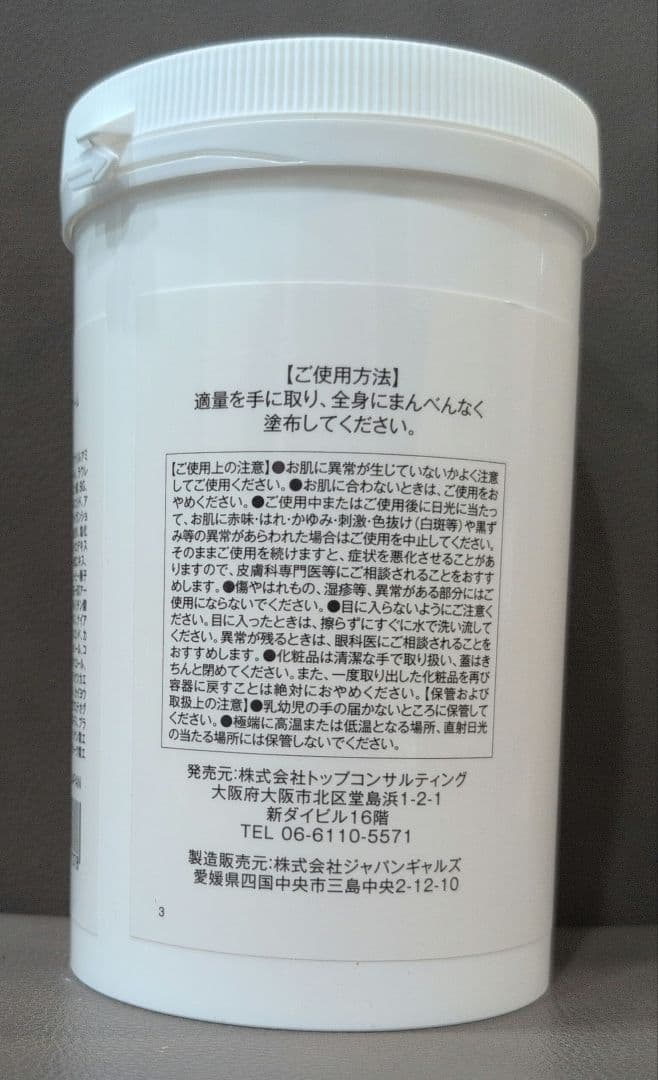 【ご使用方法】
適量を手に取り、全身にまんべんなく
塗布してください。
【ご使用上の注意】●お肌に異常が生じていないかよく注意
してご使用ください。●お肌に合わないときは、ご使用をお
やめください。●ご使用中またはご使用後に日光に当たっ
て、お肌に赤味・はれ・かゆみ・刺激・色抜け(白斑等)や黒ず
み等の異常があらわれた場合はご使用を中止してください。
そのままご使用を続けますと、症状を悪化させることがあ
りますので、皮膚科専門医等にご相談されることをおすす
めします。●傷やはれもの、湿疹等、異常がある部分にはご
使用にならないでください。●目に入らないようにご注意く
ださい。目に入ったときは、擦らずにすぐに水で洗い流して
ください。異常が残るときは、眼科医にご相談されることを
おすすめします。●化粧品は清潔な手で取り扱い、蓋はき
ちんと閉めてください。また、一度取り出した化粧品を再び
容器に戻すことは絶対におやめください。【保管および
取扱上の注意】●乳幼児の手の届かないところに保管して
ください。●極端に高温または低温となる場所、直射日光
の当たる場所には保管しないでください。
発売元:株式会社トップコンサルティング
大阪府大阪市北区堂島浜1-2-1
新ダイビル16階
TEL 06-6110-5571
製造販売元:株式会社ジャパンギャルズ
愛媛県四国中央市三島中央2-12-10
3